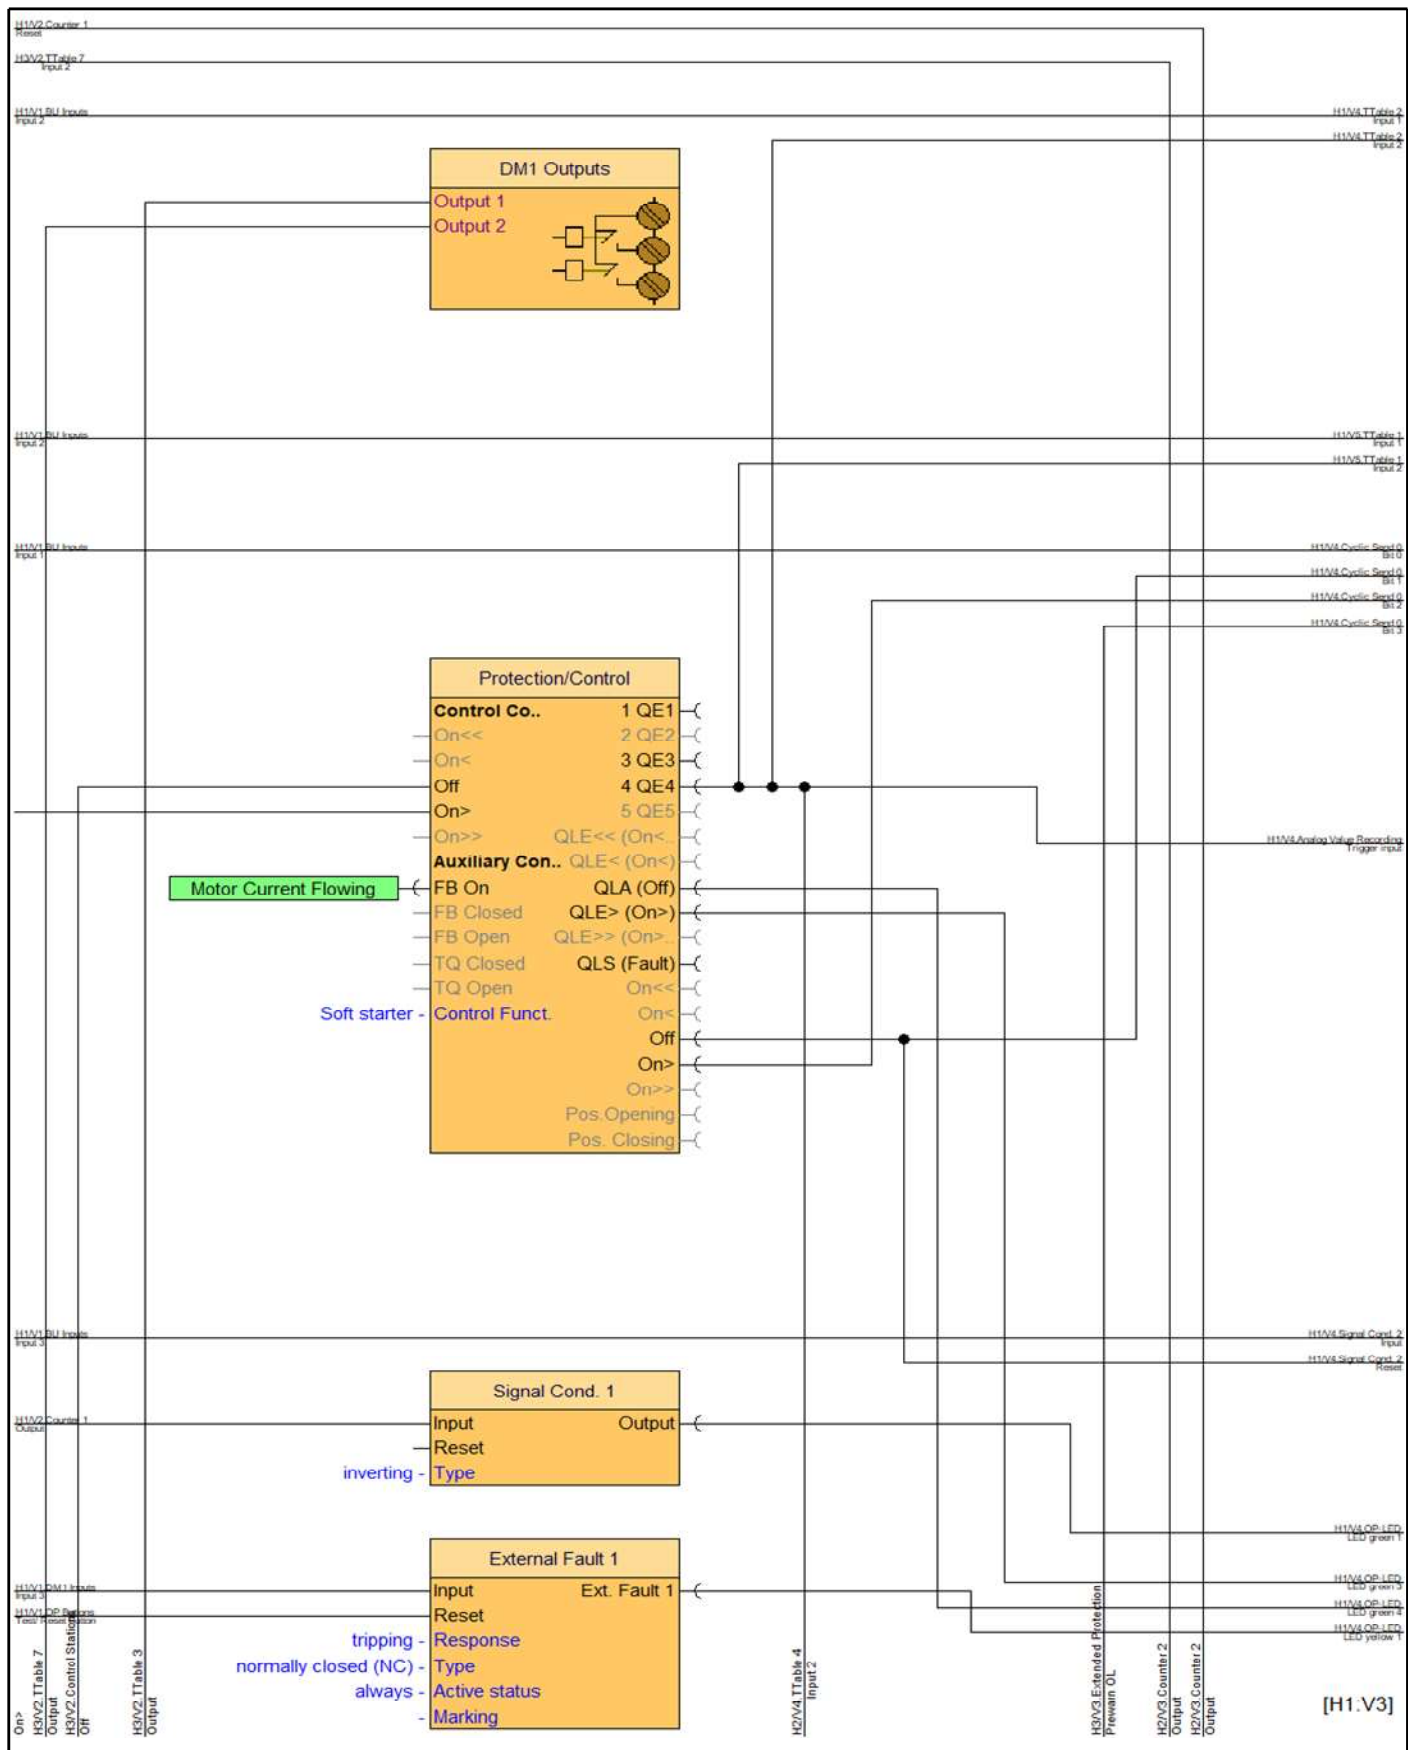 H1/V2.Counter 1
Reset
H3/V2.TTable 7
Input 2
H1/V1.BU Inputs
Input 2
H1/V4.TTable 2
Input 1
H1/V4.TTable 2
Input 2
DM1 Outputs
Output 1
Output 2
H1/V1.BU Inputs
Input 2
H1/V5.TTable 1
Input 1
H1/V5.TTable 1
Input 2
H1/V1.BU Inputs
Input 1
H1/V4.Cyclic Send 0
Bit 0
H1/V4.Cyclic Send 0
Bit 1
H1/V4.Cyclic Send 0
Bit 2
H1/V4.Cyclic Send 0
Bit 3
Protection/Control
Control Co.. 1 QE1
On<< 2 QE2
On< 3 QE3
Off 4 QE4
On> 5 QE5
On>> QLE<< (On<..
Auxiliary Con.. QLE< (On<)
Motor Current Flowing FB On QLA (Off)
FB Closed QLE> (On>)
FB Open QLE>> (On>..
TQ Closed QLS (Fault)
TQ Open On<<
Soft starter - Control Funct. On<
Off
On>
On>>
Pos.Opening
Pos. Closing
H1/V4.Analog Value Recording
Trigger input
H1/V1.BU Inputs
Input 3
H1/V4.Signal Cond. 2
Input
H1/V4.Signal Cond. 2
Reset
Signal Cond. 1
H1/V2.Counter 1
Output
Input Output
Reset
inverting - Type
H1/V4.OP-LED
LED green 1
External Fault 1
H1/V1.DM1 Inputs
Input 3
Input Ext. Fault 1
H1/V1.OP Buttons
Test/ Reset Button
Reset
tripping - Response
normally closed (NC) - Type
always - Active status
- Marking
H1/V4.OP-LED
LED green 3
H1/V4.OP-LED
LED green 4
H1/V4.OP-LED
LED yellow 1
On>
H3/V2.TTable 7
Output
H3/V2.Control Stations
Off
H3/V2.TTable 3
Output
H2/V4.TTable 4
Input 2
H3/V3.Extended Protection
Prewarn OL
H2/V3.Counter 2
Output
H2/V3.Counter 2
Output
[H1:V3]